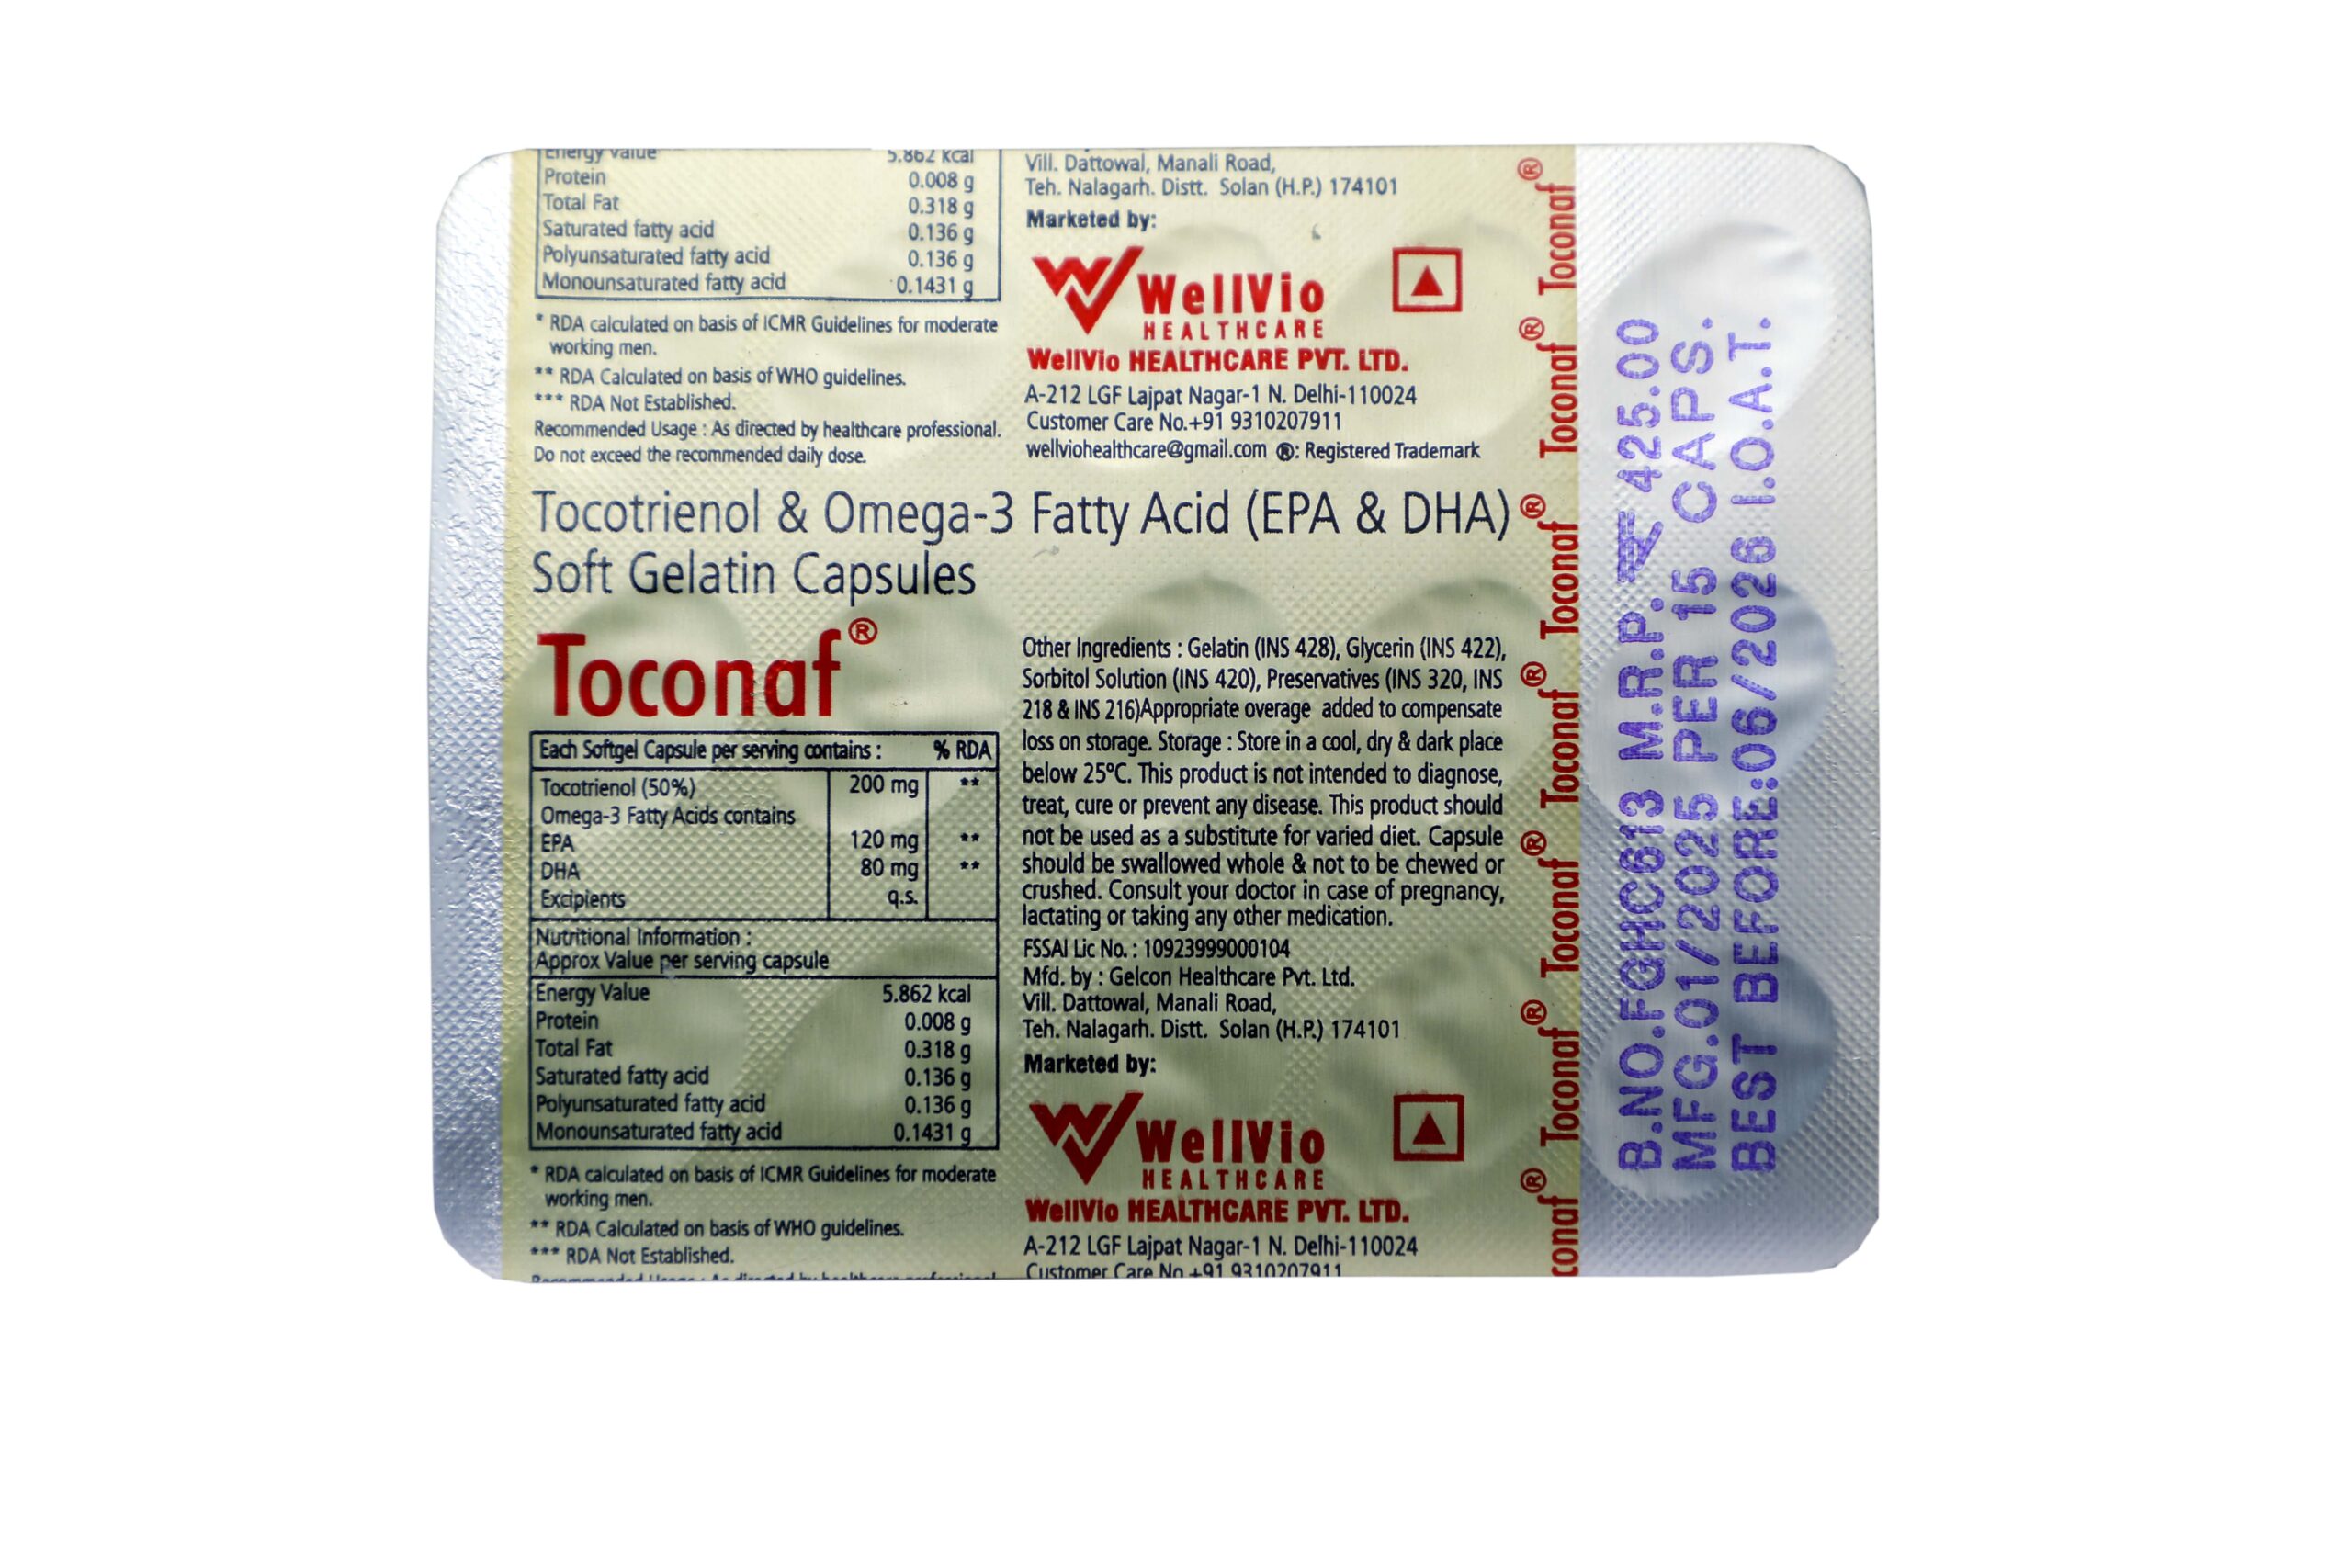 Energy Value 5.862 kcal
Protein 0.008 g
Total Fat 0.318 g
Saturated fatty acid 0.136 g
Polyunsaturated fatty acid 0.136 g
Monounsaturated fatty acid 0.1431 g
* RDA calculated on basis of ICMR Guidelines for moderate
working men.
** RDA Calculated on basis of WHO guidelines.
*** RDA Not Established.
Recommended Usage : As directed by healthcare professional.
Do not exceed the recommended daily dose.
Vill. Dattowal, Manali Road,
Teh. Nalagarh. Distt. Solan (H.P.) 174101
Marketed by:
WellVio
HEALTHCARE
WellVio HEALTHCARE PVT. LTD.
A-212 LGF Lajpat Nagar-1 N. Delhi-110024
Customer Care No.+91 9310207911
wellviohealthcare@gmail.com ®: Registered Trademark
Tocotrienol & Omega-3 Fatty Acid (EPA & DHA)
Soft Gelatin Capsules
Toconaf®
Each Softgel Capsule per serving contains : % RDA
Tocotrienol (50%) 200 mg **
Omega-3 Fatty Acids contains
EPA 120 mg **
DHA 80 mg **
Excipients q.s.
Nutritional Information :
Approx Value per serving capsule
Energy Value 5.862 kcal
Protein 0.008 g
Total Fat 0.318 g
Saturated fatty acid 0.136 g
Polyunsaturated fatty acid 0.136 g
Monounsaturated fatty acid 0.1431 g
* RDA calculated on basis of ICMR Guidelines for moderate
working men.
** RDA Calculated on basis of WHO guidelines.
*** RDA Not Established.
Recommended Usage : As directed by healthcare professional
Other Ingredients : Gelatin (INS 428), Glycerin (INS 422),
Sorbitol Solution (INS 420), Preservatives (INS 320, INS
218 & INS 216)Appropriate overage added to compensate
loss on storage. Storage : Store in a cool, dry & dark place
below 25°C. This product is not intended to diagnose,
treat, cure or prevent any disease. This product should
not be used as a substitute for varied diet. Capsule
should be swallowed whole & not to be chewed or
crushed. Consult your doctor in case of pregnancy,
lactating or taking any other medication.
FSSAI Lic No. : 10923999000104
Mfd. by : Gelcon Healthcare Pvt. Ltd.
Vill. Dattowal, Manali Road,
Teh. Nalagarh. Distt. Solan (H.P.) 174101
Marketed by:
WellVio
HEALTHCARE
WellVio HEALTHCARE PVT. LTD.
A-212 LGF Lajpat Nagar-1 N. Delhi-110024
Customer Care No.+91 9310207911
conaf® Toconaf® Toconaf® Toconaf® Toconaf® Toconaf® Toconaf®
B.NO.FGHC613 M.R.P. ₹ 425.00
MFG.01/2025 PER 15 CAPS.
BEST BEFORE:06/2026 I.O.A.T.